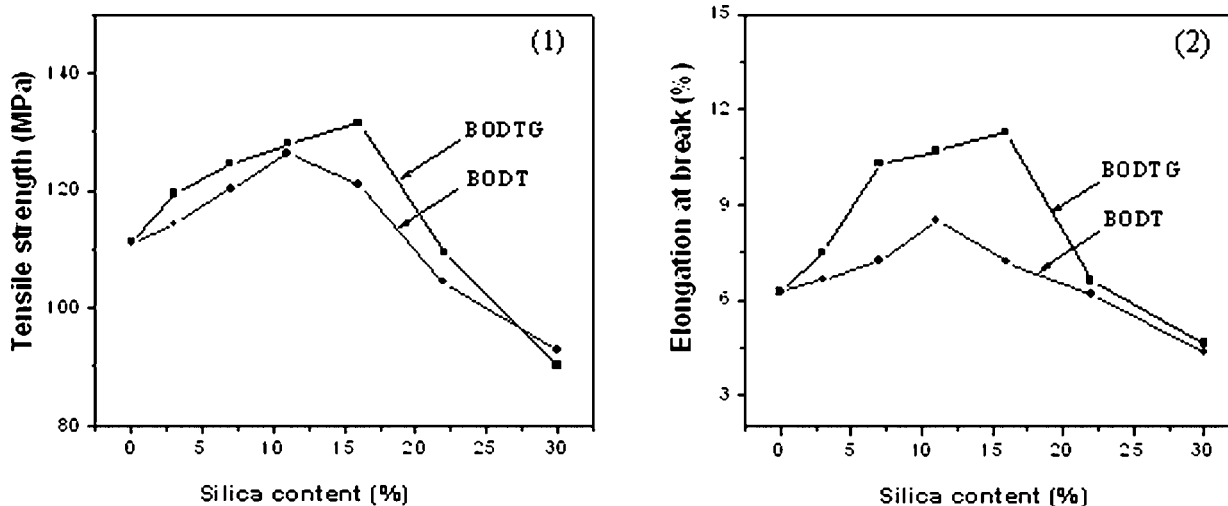 (1)
Tensile strength (MPa)
140
120
100
80
BODTG
BODT
0 5 10 15 20 25 30
Silica content (%)
(2)
Elongation at break (%)
15
12
9
6
3
BODTG
BODT
0 5 10 15 20 25 30
Silica content (%)